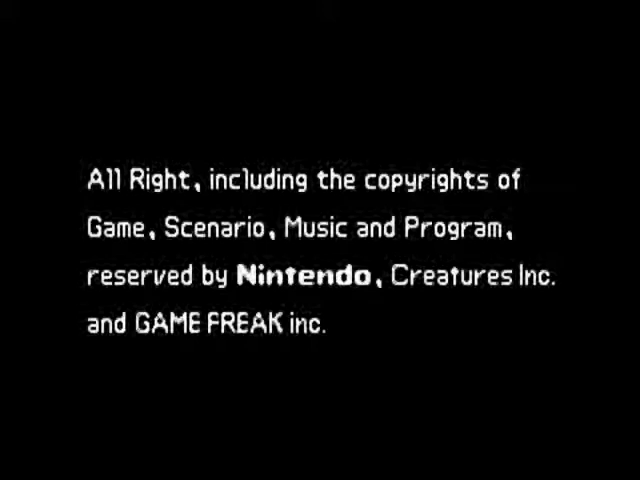 All Right, including the copyrights of
Game, Scenario, Music and Program,
reserved by Nintendo, Creatures Inc.
and GAME FREAK inc.